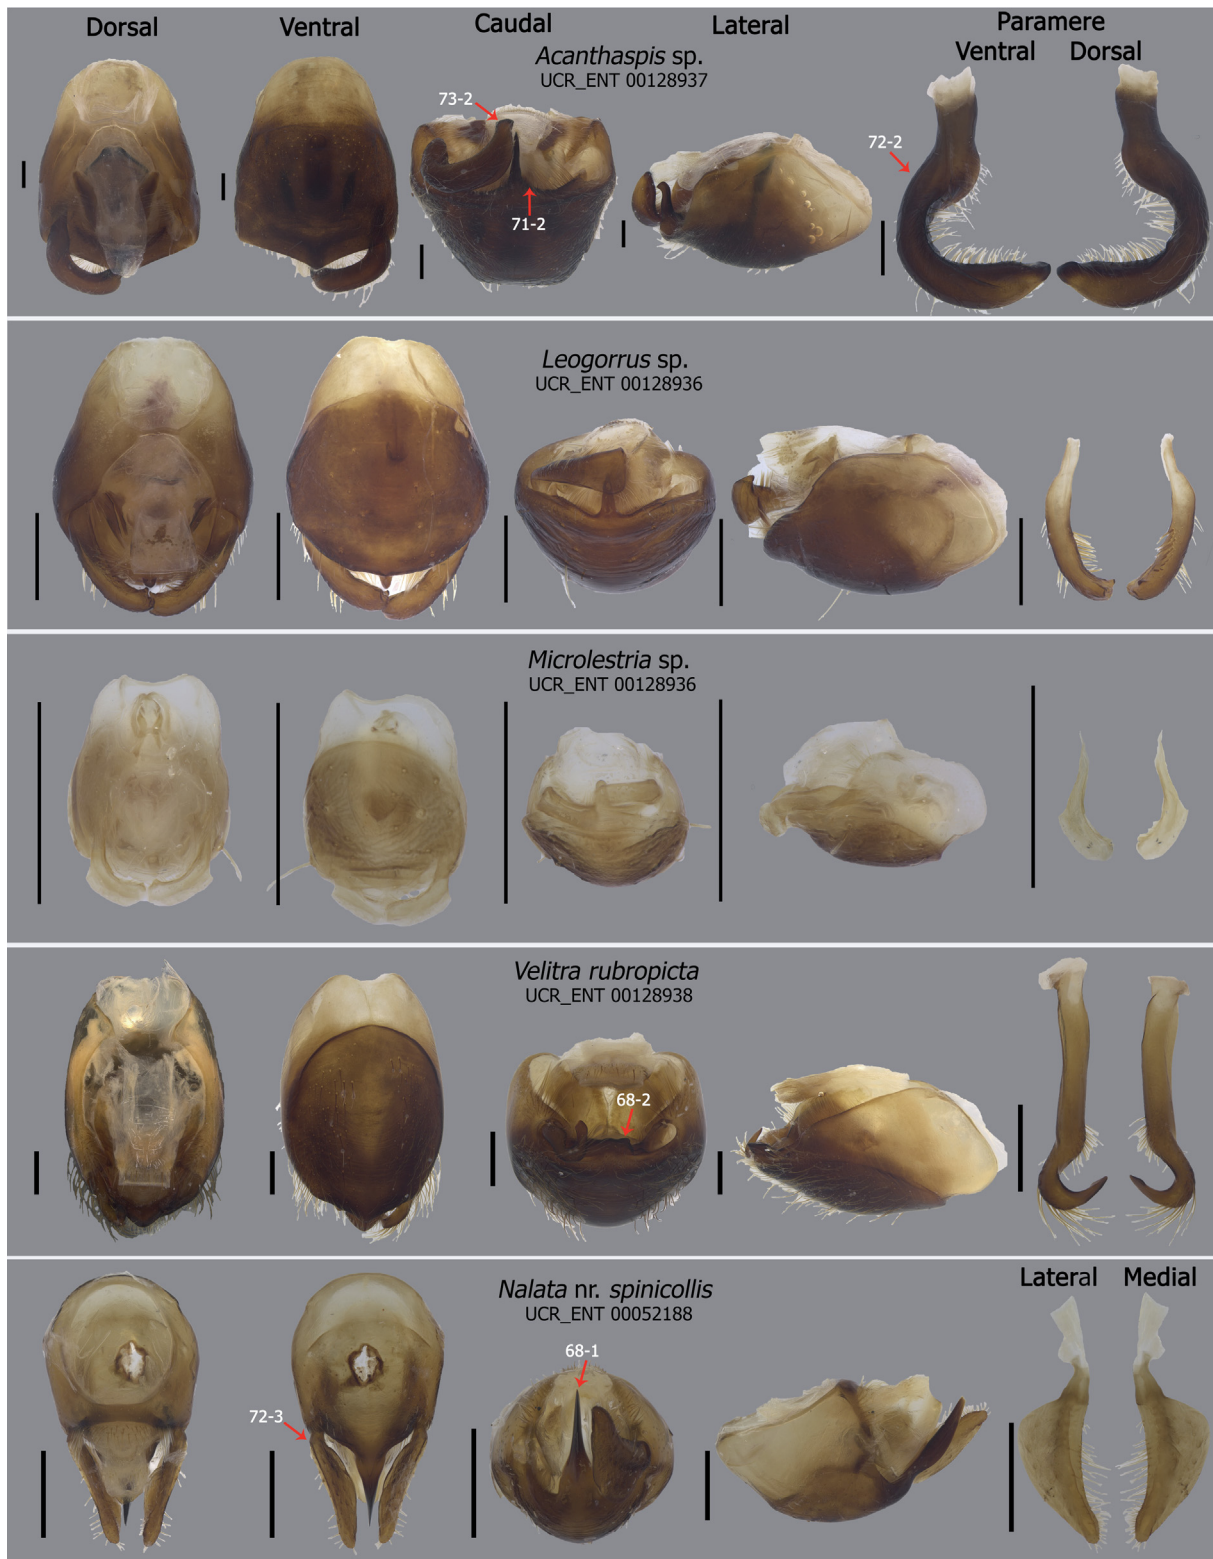 Dorsal
Ventral
Caudal
Lateral
Paramere
Ventral Dorsal
Acanthaspis sp.
UCR_ENT 00128937
73-2
71-2
72-2
Leogorrus sp.
UCR_ENT 00128936
Microlestria sp.
UCR_ENT 00128936
Velitra rubropicta
UCR_ENT 00128938
68-2
Nalata nr. spinicollis
UCR_ENT 00052188
Lateral Medial
68-1
72-3